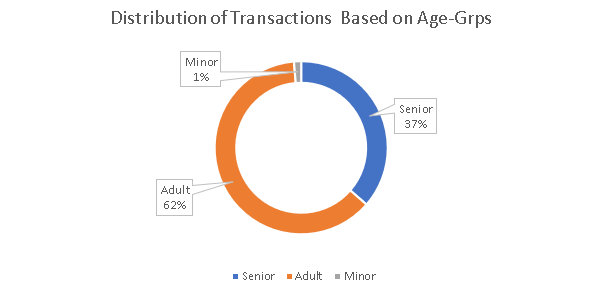 Distribution of Transactions  Based on Age-Grps
Minor
1%
Senior
37%
Adult
62%
Senior Adult Minor